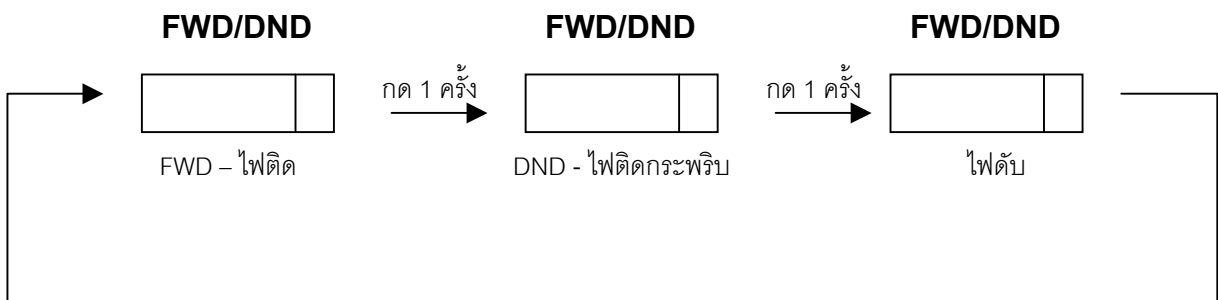 FWD/DND FWD/DND FWD/DND
กด 1 ครั้ง กด 1 ครั้ง
FWD – ไฟติด DND - ไฟติดกระพริบ ไฟดับ